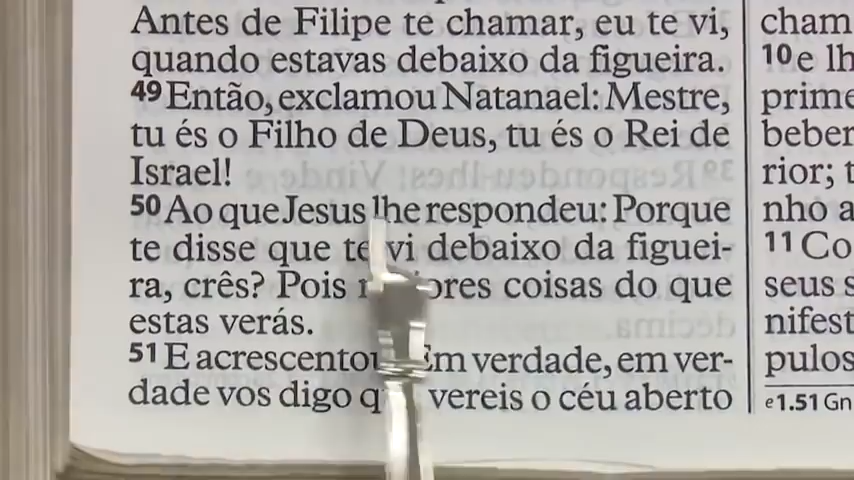 Antes de Filipe te chamar, eu te vi,
quando estavas debaixo da figueira.
49 Então, exclamou Natanael: Mestre,
tu és o Filho de Deus, tu és o Rei de
Israel!
50 Ao que Jesus lhe respondeu: Porque
te disse que te vi debaixo da figuei-
ra, crês? Pois coisas do que
estas verás.
51 E Em verdade, em ver-
dade vos digo vereis o céu aberto
cham
10 e lh
prime
beber
rior; t
nho a
11 Co
seus s
nifest
pulos
e 1.51 Gn